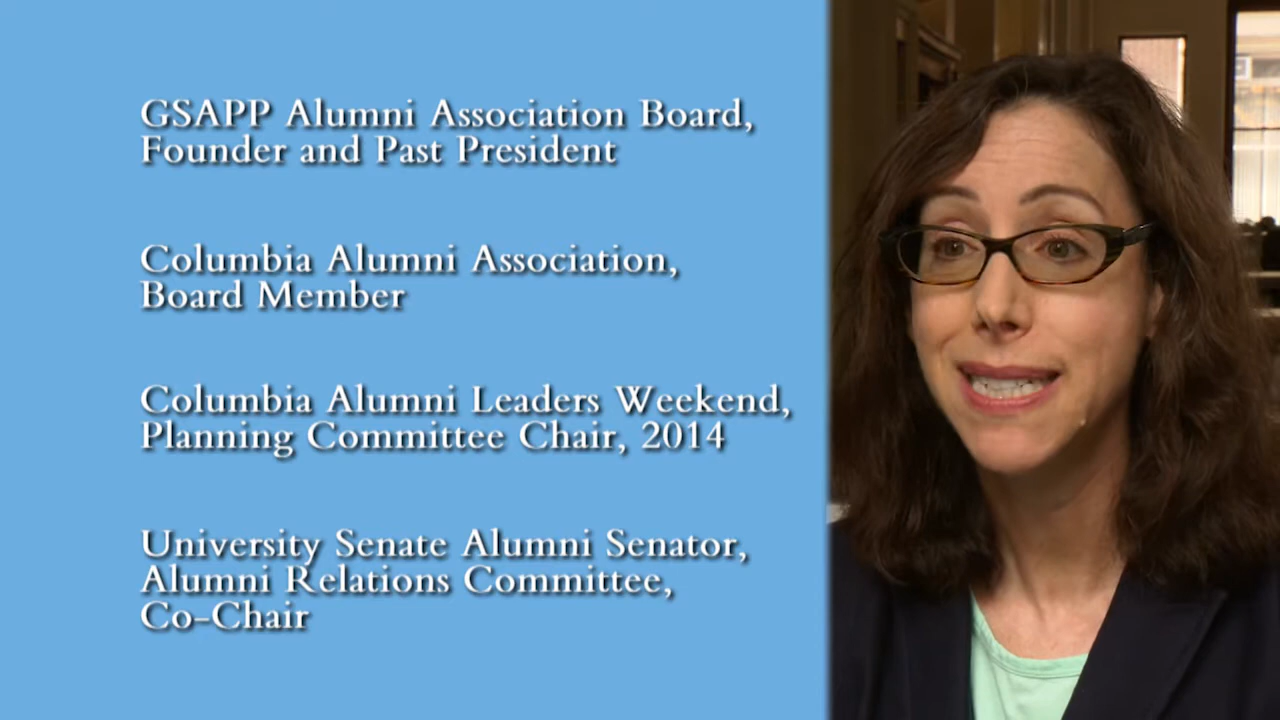 GSAPP Alumni Association Board,
Founder and Past President
Columbia Alumni Association,
Board Member
Columbia Alumni Leaders Weekend,
Planning Committee Chair, 2014
University Senate Alumni Senator,
Alumni Relations Committee,
Co-Chair